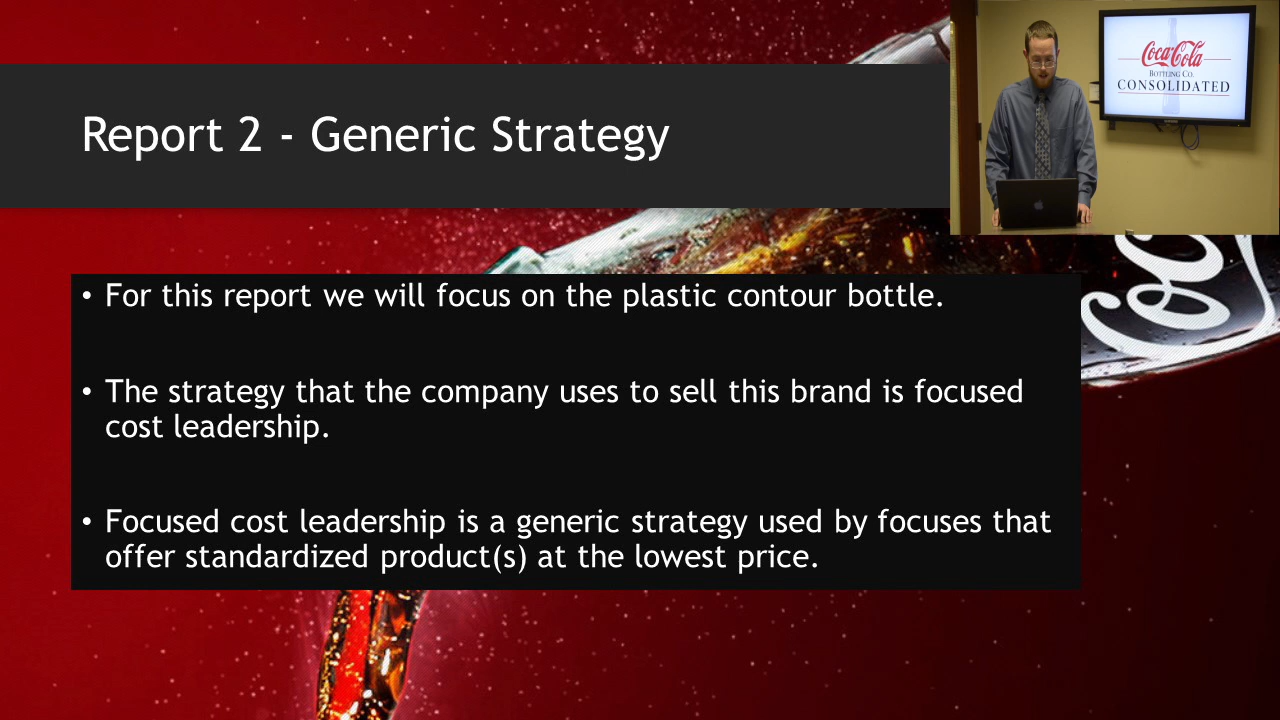 Report 2 - Generic Strategy
Coca-Cola
BOTTLING CO.
CONSOLIDATED
• For this report we will focus on the plastic contour bottle.
• The strategy that the company uses to sell this brand is focused
cost leadership.
• Focused cost leadership is a generic strategy used by focuses that
offer standardized product(s) at the lowest price.